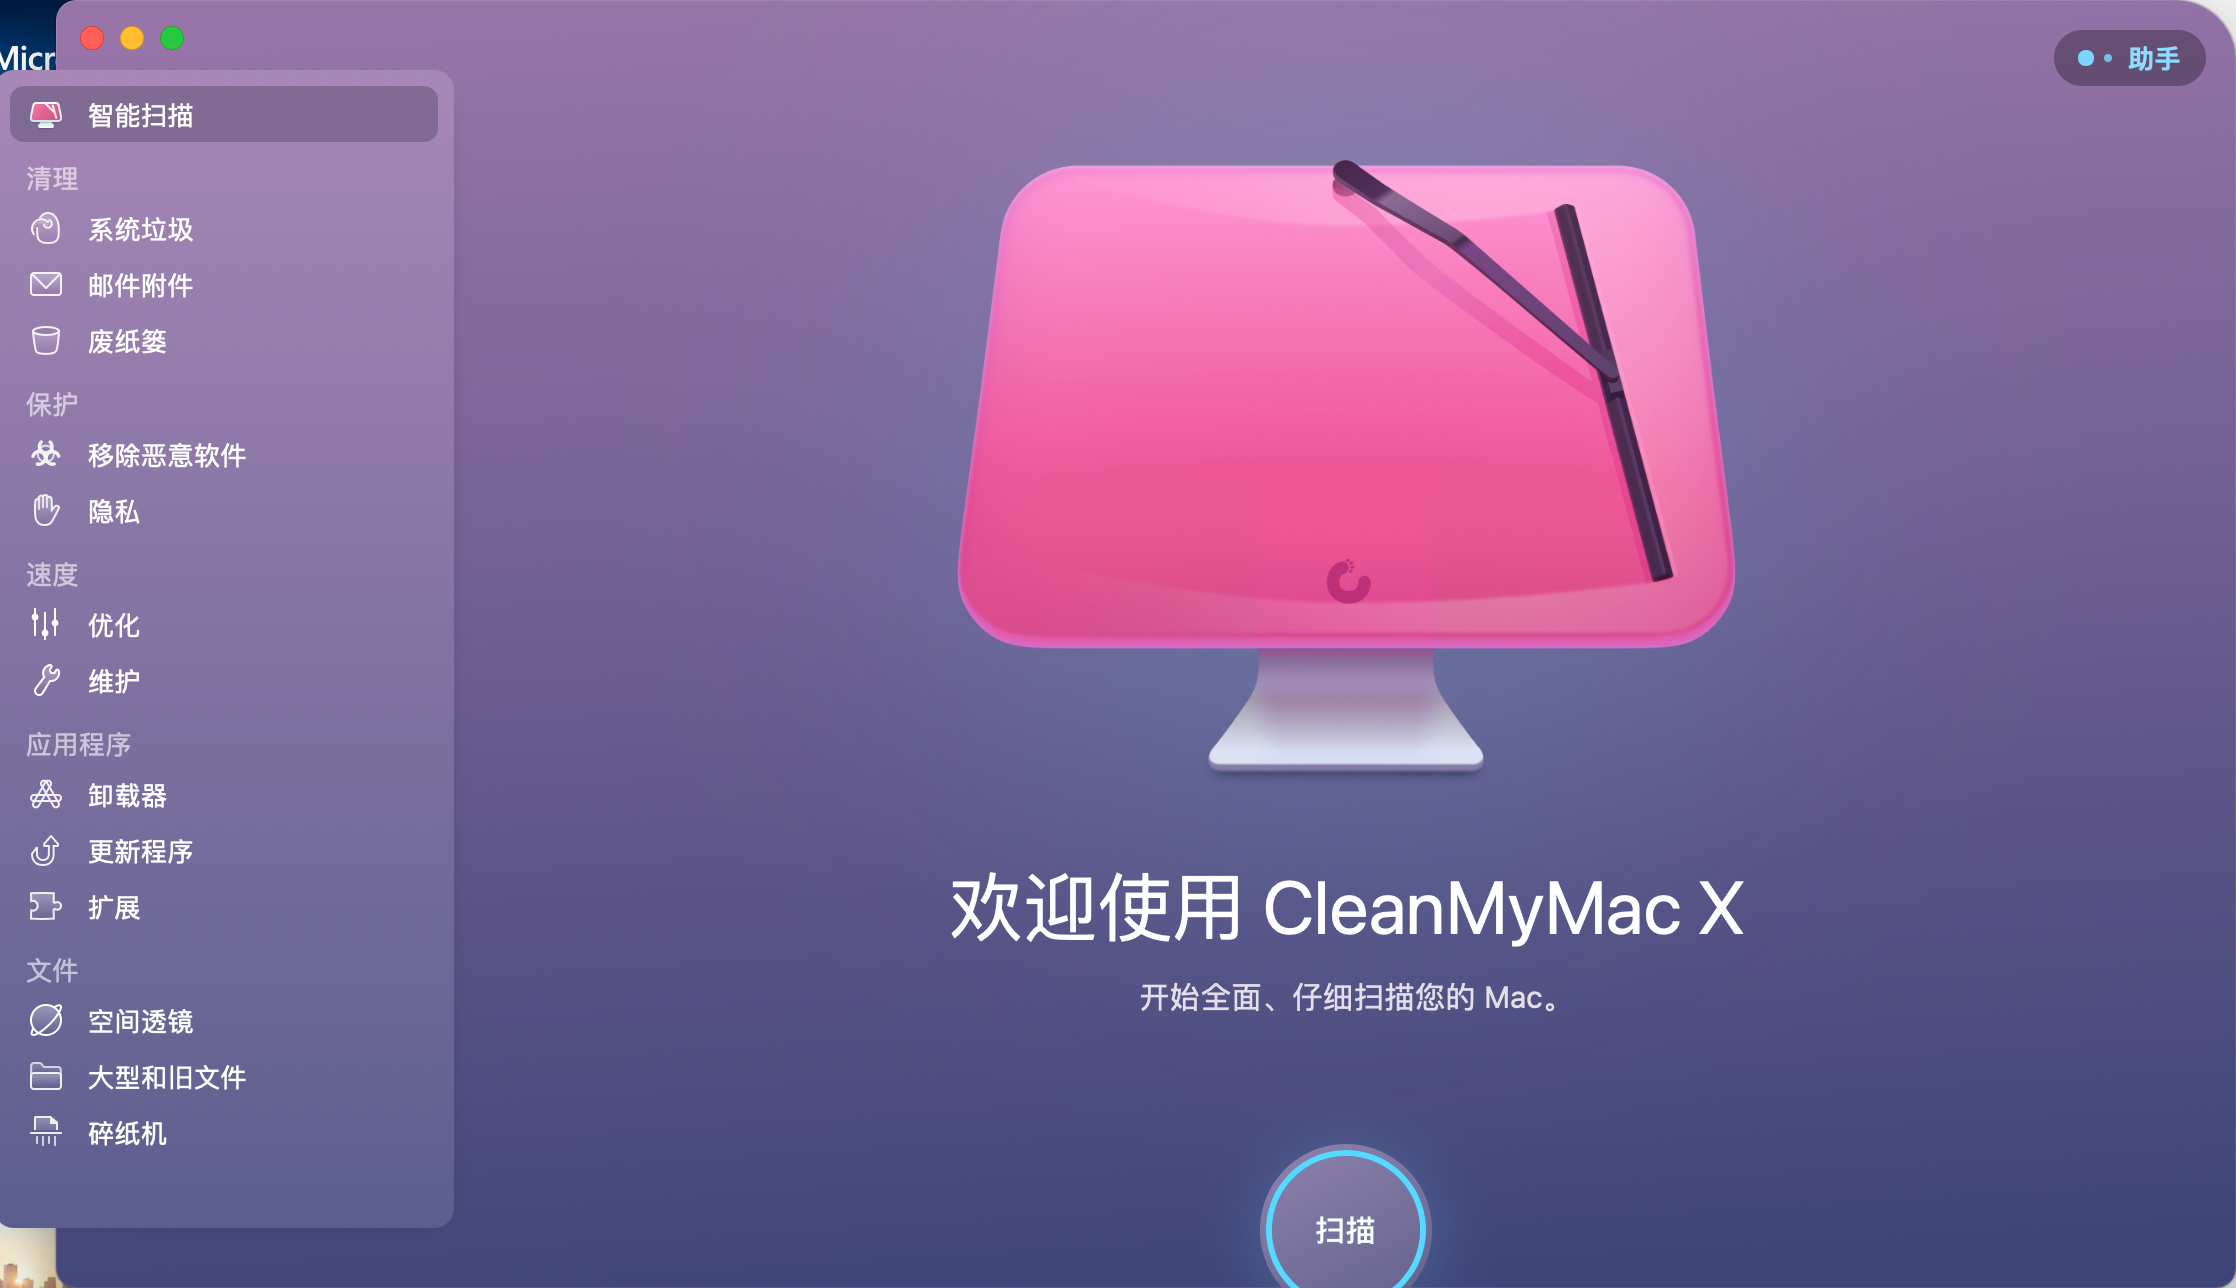 助手
智能扫描
清理
系统垃圾
邮件附件
废纸篓
保护
移除恶意软件
隐私
速度
优化
维护
应用程序
卸载器
更新程序
扩展
文件
空间透镜
大型和旧文件
碎纸机
欢迎使用 CleanMyMac X
开始全面、仔细扫描您的 Mac。
扫描